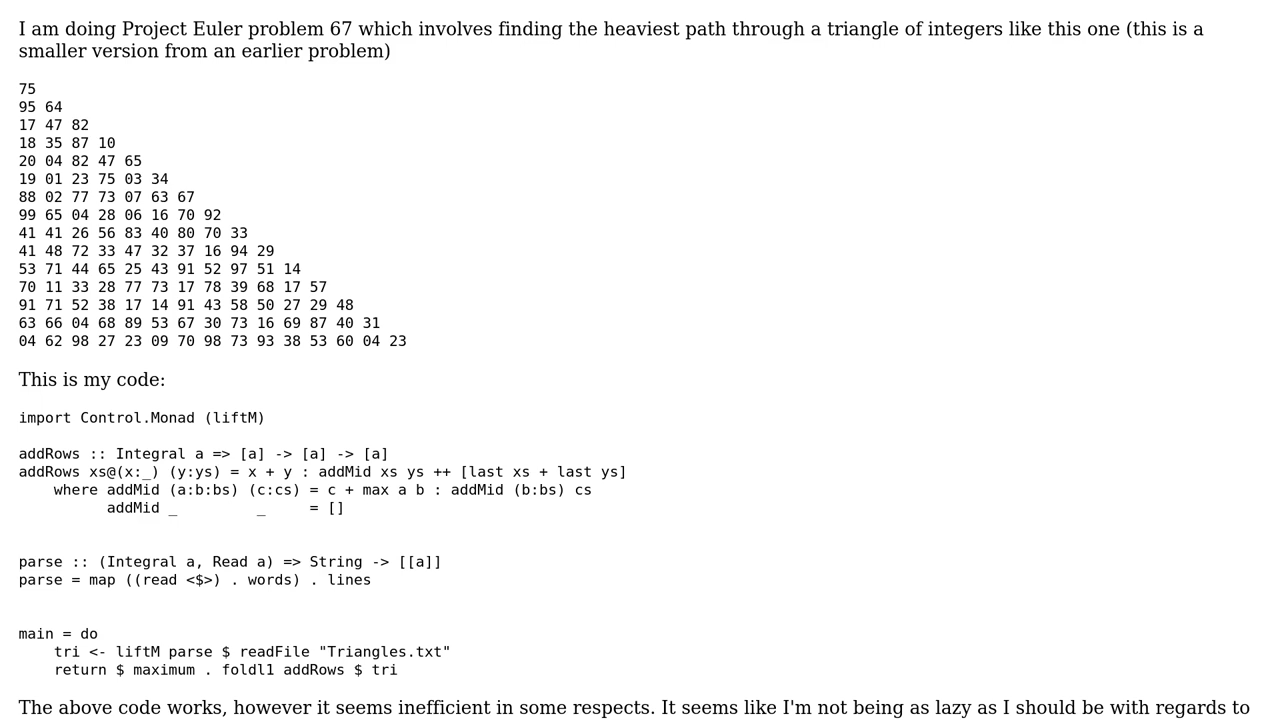 I am doing Project Euler problem 67 which involves finding the heaviest path through a triangle of integers like this one (this is a
smaller version from an earlier problem)
75
95 64
17 47 82
18 35 87 10
20 04 82 47 65
19 01 23 75 03 34
88 02 77 73 07 63 67
99 65 04 28 06 16 70 92
41 41 26 56 83 40 80 70 33
41 48 72 33 47 32 37 16 94 29
53 71 44 65 25 43 91 52 97 51 14
70 11 33 28 77 73 17 78 39 68 17 57
91 71 52 38 17 14 91 43 58 50 27 29 48
63 66 04 68 89 53 67 30 73 16 69 87 40 31
04 62 98 27 23 09 70 98 73 93 38 53 60 04 23
This is my code:
import Control.Monad (liftM)
addRows :: Integral a => [a] -> [a] -> [a]
addRows xs@(x:_) (y:ys) = x + y : addMid xs ys ++ [last xs + last ys]
    where addMid (a:b:bs) (c:cs) = c + max a b : addMid (b:bs) cs
          addMid _         _     = []
parse :: (Integral a, Read a) => String -> [[a]]
parse = map ((read <$>) . words) . lines
main = do
    tri <- liftM parse $ readFile "Triangles.txt"
    return $ maximum . foldl1 addRows $ tri
The above code works, however it seems inefficient in some respects. It seems like I'm not being as lazy as I should be with regards to